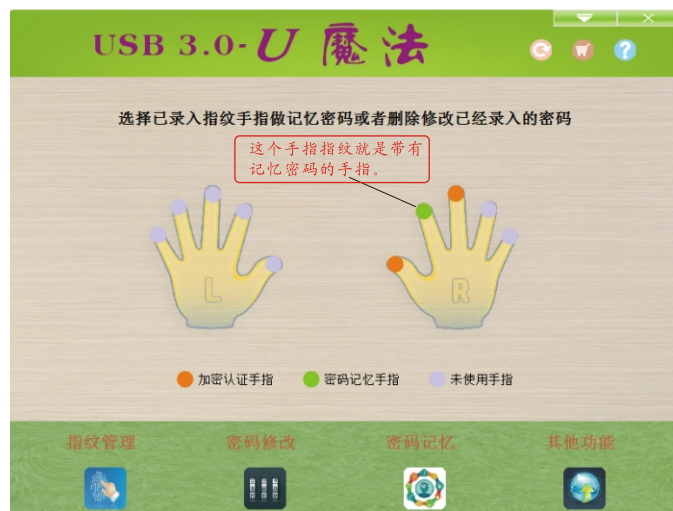 USB 3.0-U 魔法
选择已录入指纹手指做记忆密码或者删除修改已经录入的密码
这个手指指纹就是带有
记忆密码的手指。
L R
加密认证手指 密码记忆手指 未使用手指
指纹管理 密码修改 密码记忆 其他功能